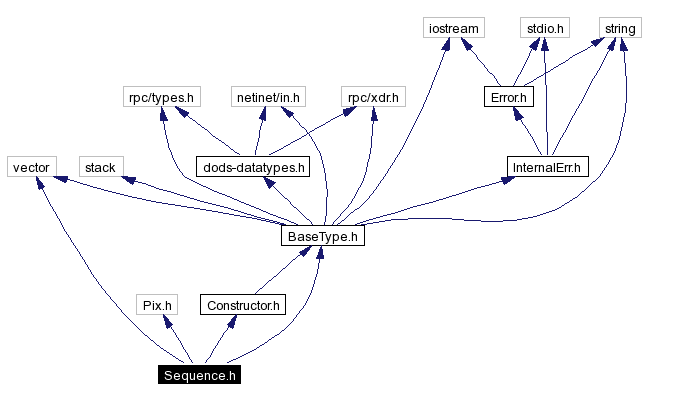 iostream
stdio.h
string
rpc/types.h
netinet/in.h
rpc/xdr.h
Error.h
vector
stack
dods-datatypes.h
InternalErr.h
BaseType.h
Pix.h
Constructor.h
Sequence.h